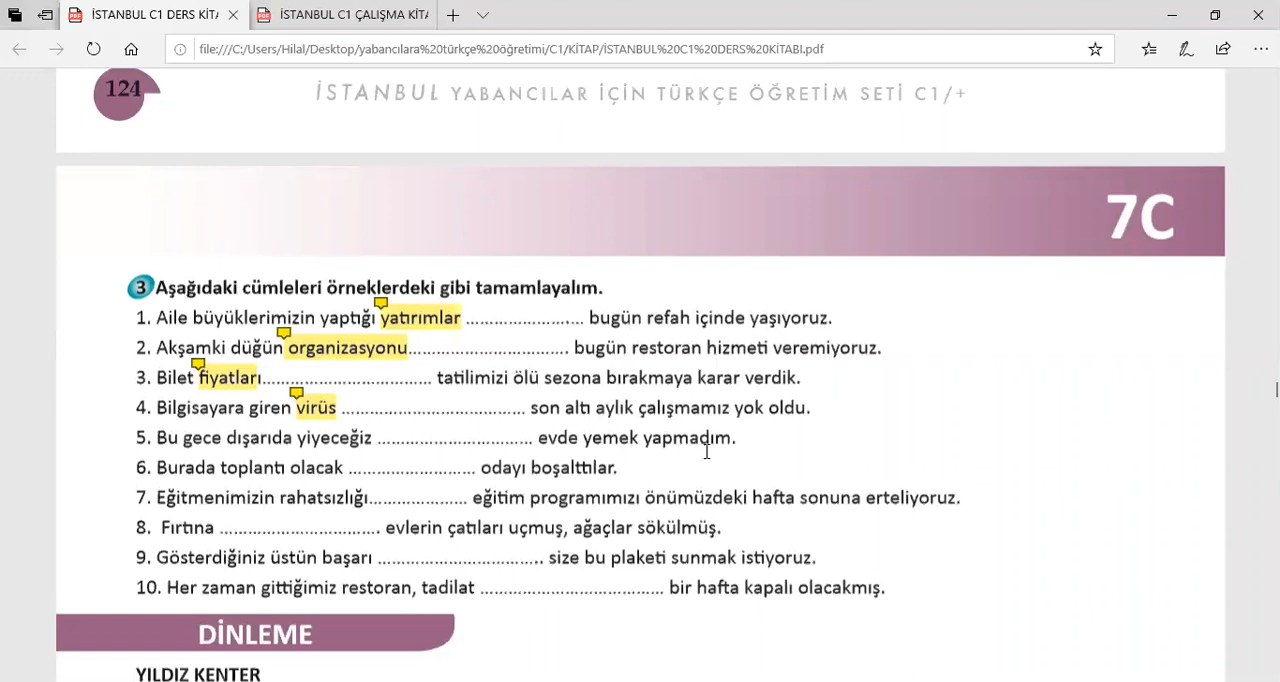 İSTANBUL C1 DERS KİTA
İSTANBUL C1 ÇALIŞMA KİTA
file:///C:/Users/Hilal/Desktop/yabancılara%20türkçe%20öğretimi/C1/KİTAP/İSTANBUL%20C1%20DERS%20KİTABI.pdf
124
İSTANBUL YABANCILAR İÇİN TÜRKÇE ÖĞRETİM SETİ C1/+
7C
3 Aşağıdaki cümleleri örneklerdeki gibi tamamlayalım.
1. Aile büyüklerimizin yaptığı yatırımlar ..................... bugün refah içinde yaşıyoruz.
2. Akşamki düğün organizasyonu............................. bugün restoran hizmeti veremiyoruz.
3. Bilet fiyatları............................... tatilimizi ölü sezona bırakmaya karar verdik.
4. Bilgisayara giren virüs ................................. son altı aylık çalışmamız yok oldu.
5. Bu gece dışarıda yiyeceğiz ............................ evde yemek yapmadım.
6. Burada toplantı olacak ....................... odayı boşalttılar.
7. Eğitmenimizin rahatsızlığı.................. eğitim programımızı önümüzdeki hafta sonuna erteliyoruz.
8. Fırtına ............................. evlerin çatıları uçmuş, ağaçlar sökülmüş.
9. Gösterdiğiniz üstün başarı .............................. size bu plaketi sunmak istiyoruz.
10. Her zaman gittiğimiz restoran, tadilat ................................. bir hafta kapalı olacakmış.
DİNLEME
YILDIZ KENTER